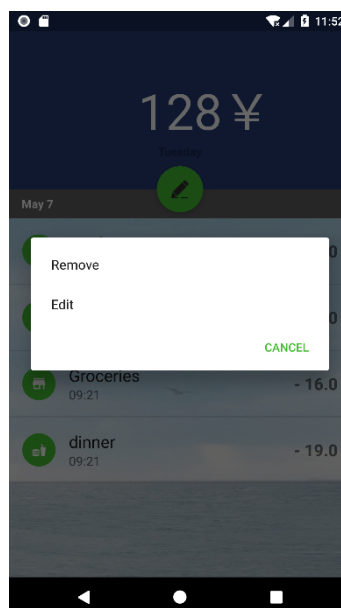 11:52
128 ¥
Tuesday
May 7
Remove
Edit
CANCEL
Groceries
09:21
- 16.0
dinner
09:21
- 19.0